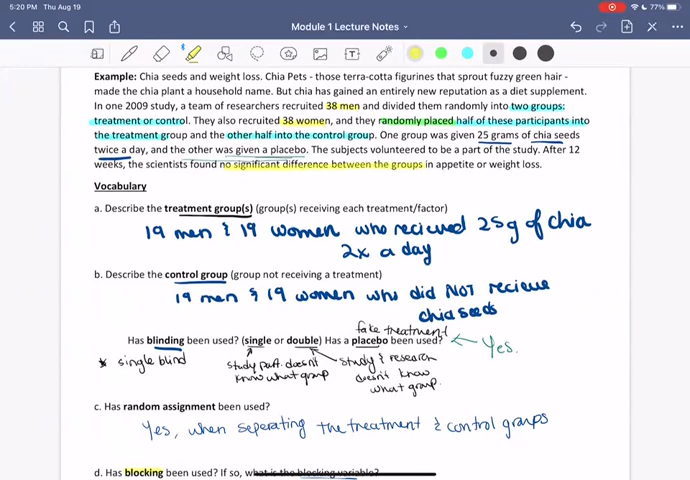 5:20 PM Thu Aug 19
77%
Module 1 Lecture Notes
Example: Chia seeds and weight loss. Chia Pets - those terra-cotta figurines that sprout fuzzy green hair -
made the chia plant a household name. But chia has gained an entirely new reputation as a diet supplement.
In one 2009 study, a team of researchers recruited 38 men and divided them randomly into two groups:
treatment or control. They also recruited 38 women, and they randomly placed half of these participants into
the treatment group and the other half into the control group. One group was given 25 grams of chia seeds
twice a day, and the other was given a placebo. The subjects volunteered to be a part of the study. After 12
weeks, the scientists found no significant difference between the groups in appetite or weight loss.
Vocabulary
a. Describe the treatment group(s) (group(s) receiving each treatment/factor)
19 men & 19 women who recieved 25g of chia
2x a day
b. Describe the control group (group not receiving a treatment)
19 men & 19 women who did NOT recieve
chia seeds
fake treatment
Has blinding been used? (single or double) Has a placebo been used?
Yes.
* single blind
study part. doesn't
know what group
study & research
doesn't know
what group.
c. Has random assignment been used?
Yes, when seperating the treatment & control groups
d. Has blocking been used? If so, what is the blocking variable?